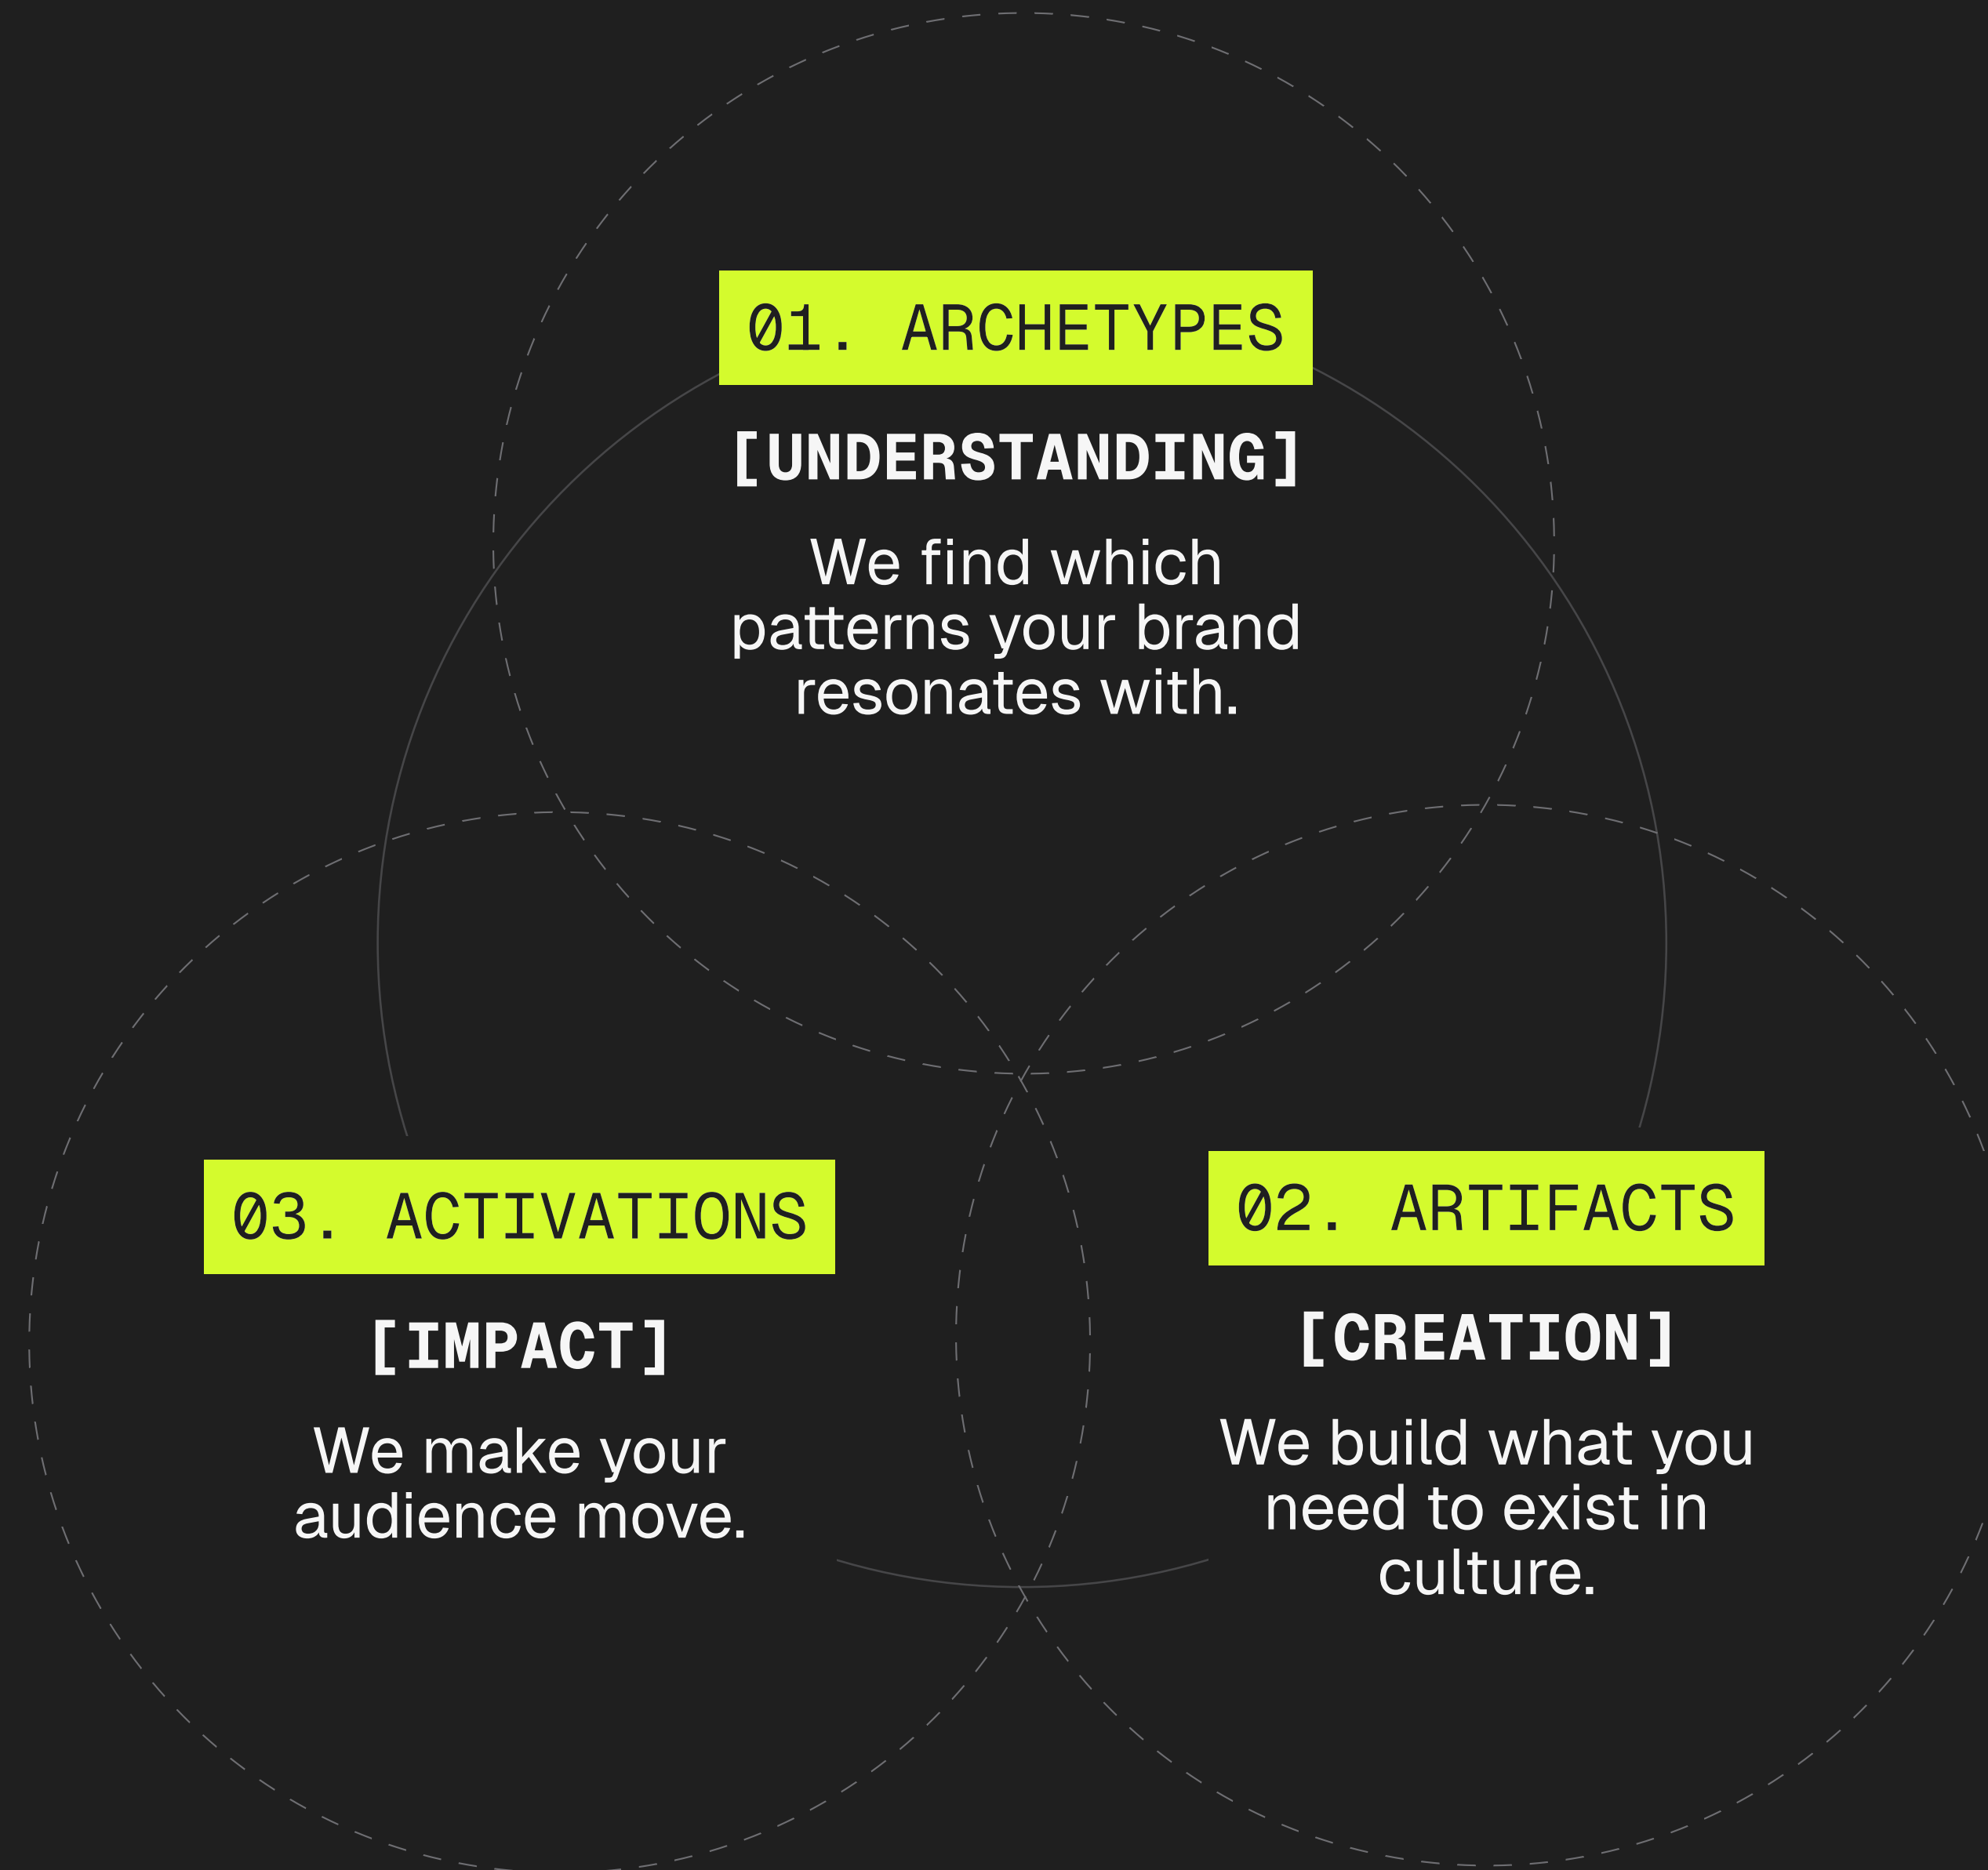 01. ARCHETYPES
[UNDERSTANDING]
We find which
patterns your brand
resonates with.
03. ACTIVATIONS
[IMPACT]
We make your
audience move.
02. ARTIFACTS
[CREATION]
We build what you
need to exist in
culture.